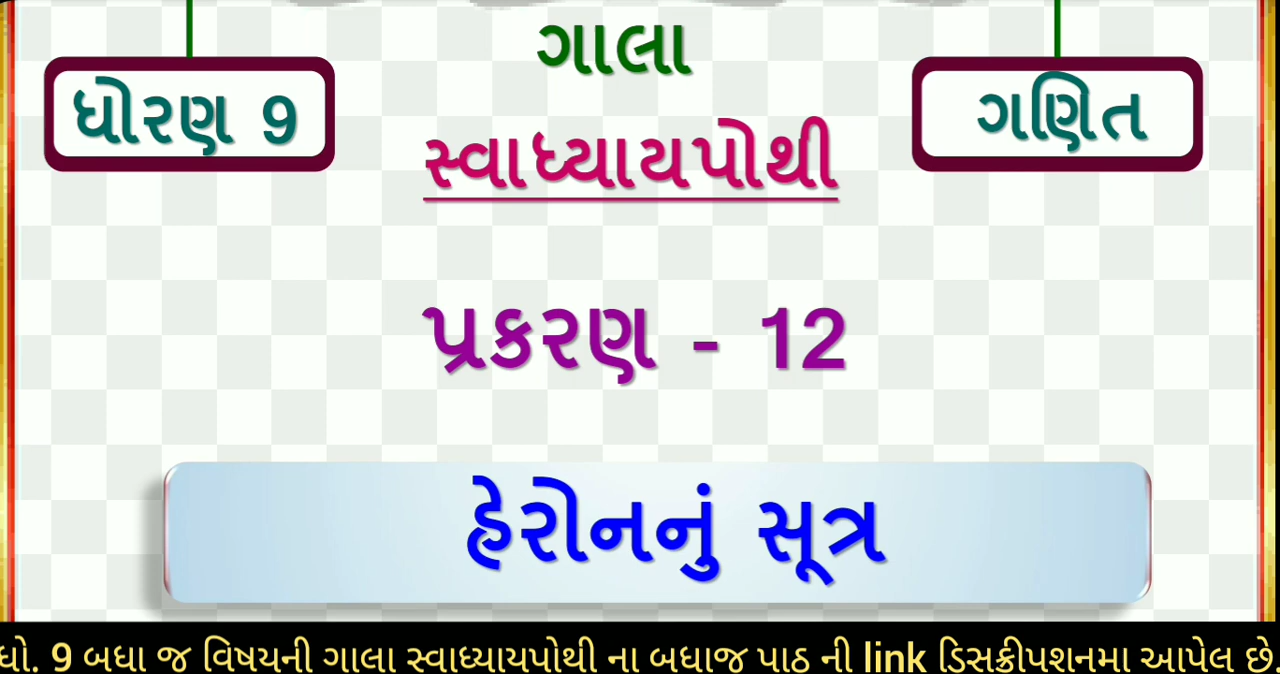 ગાલા
ધોરણ 9
ગણિત
સ્વાધ્યાયપોથી
પ્રકરણ - 12
હેરોનનું સૂત્ર
ધો. 9 બધા જ વિષયની ગાલા સ્વાધ્યાયપોથી ના બધાજ પાઠ ની link ડિસક્રીપશનમા આપેલ છે.